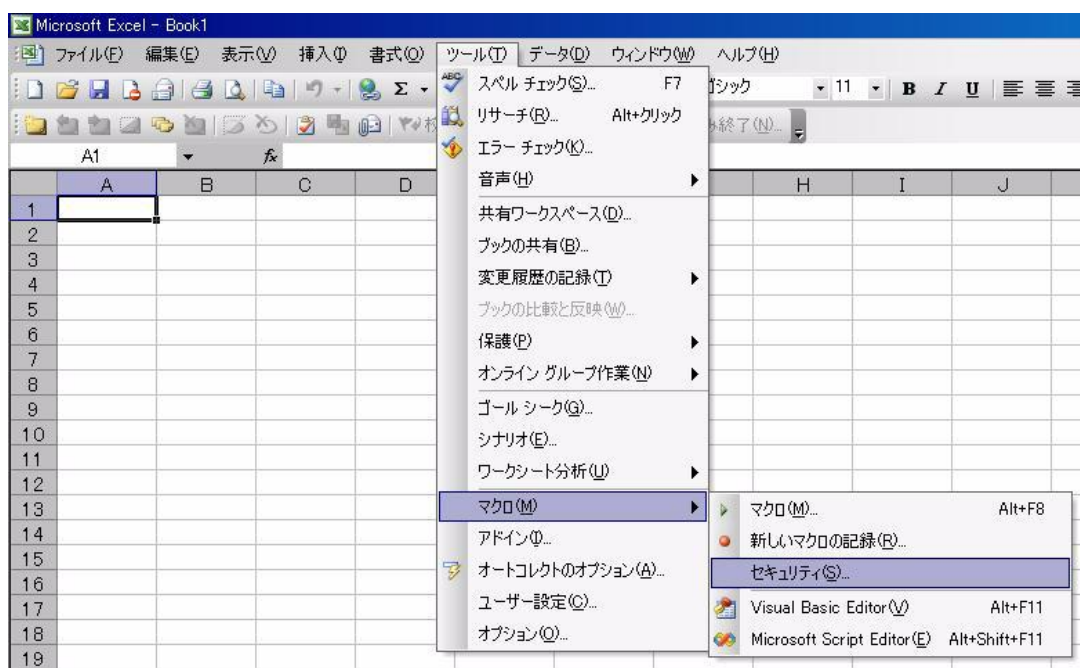 Microsoft Excel - Book1
ファイル(F) 編集(E) 表示(V) 挿入(I) 書式(O) ツール(T) データ(D) ウィンドウ(W) ヘルプ(H)
スペル チェック(S)... F7
リサーチ(R)... Alt+クリック
エラー チェック(K)...
音声(H)
共有ワークスペース(D)...
ブックの共有(B)...
変更履歴の記録(T)
ブックの比較と反映(W)...
保護(P)
オンライン グループ作業(N)
ゴール シーク(G)...
シナリオ(E)...
ワークシート分析(U)
マクロ(M)
アドイン(I)...
オートコレクトのオプション(A)...
ユーザー設定(C)...
オプション(O)...
マクロ(M)... Alt+F8
新しいマクロの記録(R)...
セキュリティ(S)...
Visual Basic Editor(V) Alt+F11
Microsoft Script Editor(E) Alt+Shift+F11
シック 11 B I U
終了(N)...
A1 fx
A B C D H I J
1
2
3
4
5
6
7
8
9
10
11
12
13
14
15
16
17
18
19